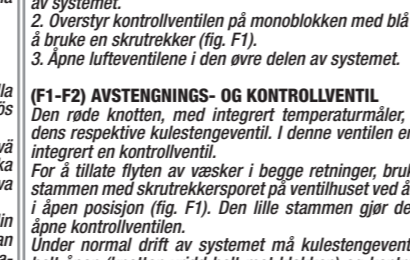 av systemet.
2. Overstyr kontrollventilen på monoblokken med blå
å bruke en skrutrekker (fig. F1).
3. Åpne lufteventilene i den øvre delen av systemet.
(F1-F2) AVSTENGNINGS- OG KONTROLLVENTIL
Den røde knotten, med integrert temperaturmåler,
dens respektive kulestengeventil. I denne ventilen er
integrert en kontrollventil.
For å tillate flyten av væsker i begge retninger, bruk
stammen med skrutrekkersporet på ventilhuset ved å
i åpen posisjon (fig. F1). Den lille stammen gjør de
åpne kontrollventilen.
Under normal drift av systemet må kulestengevent